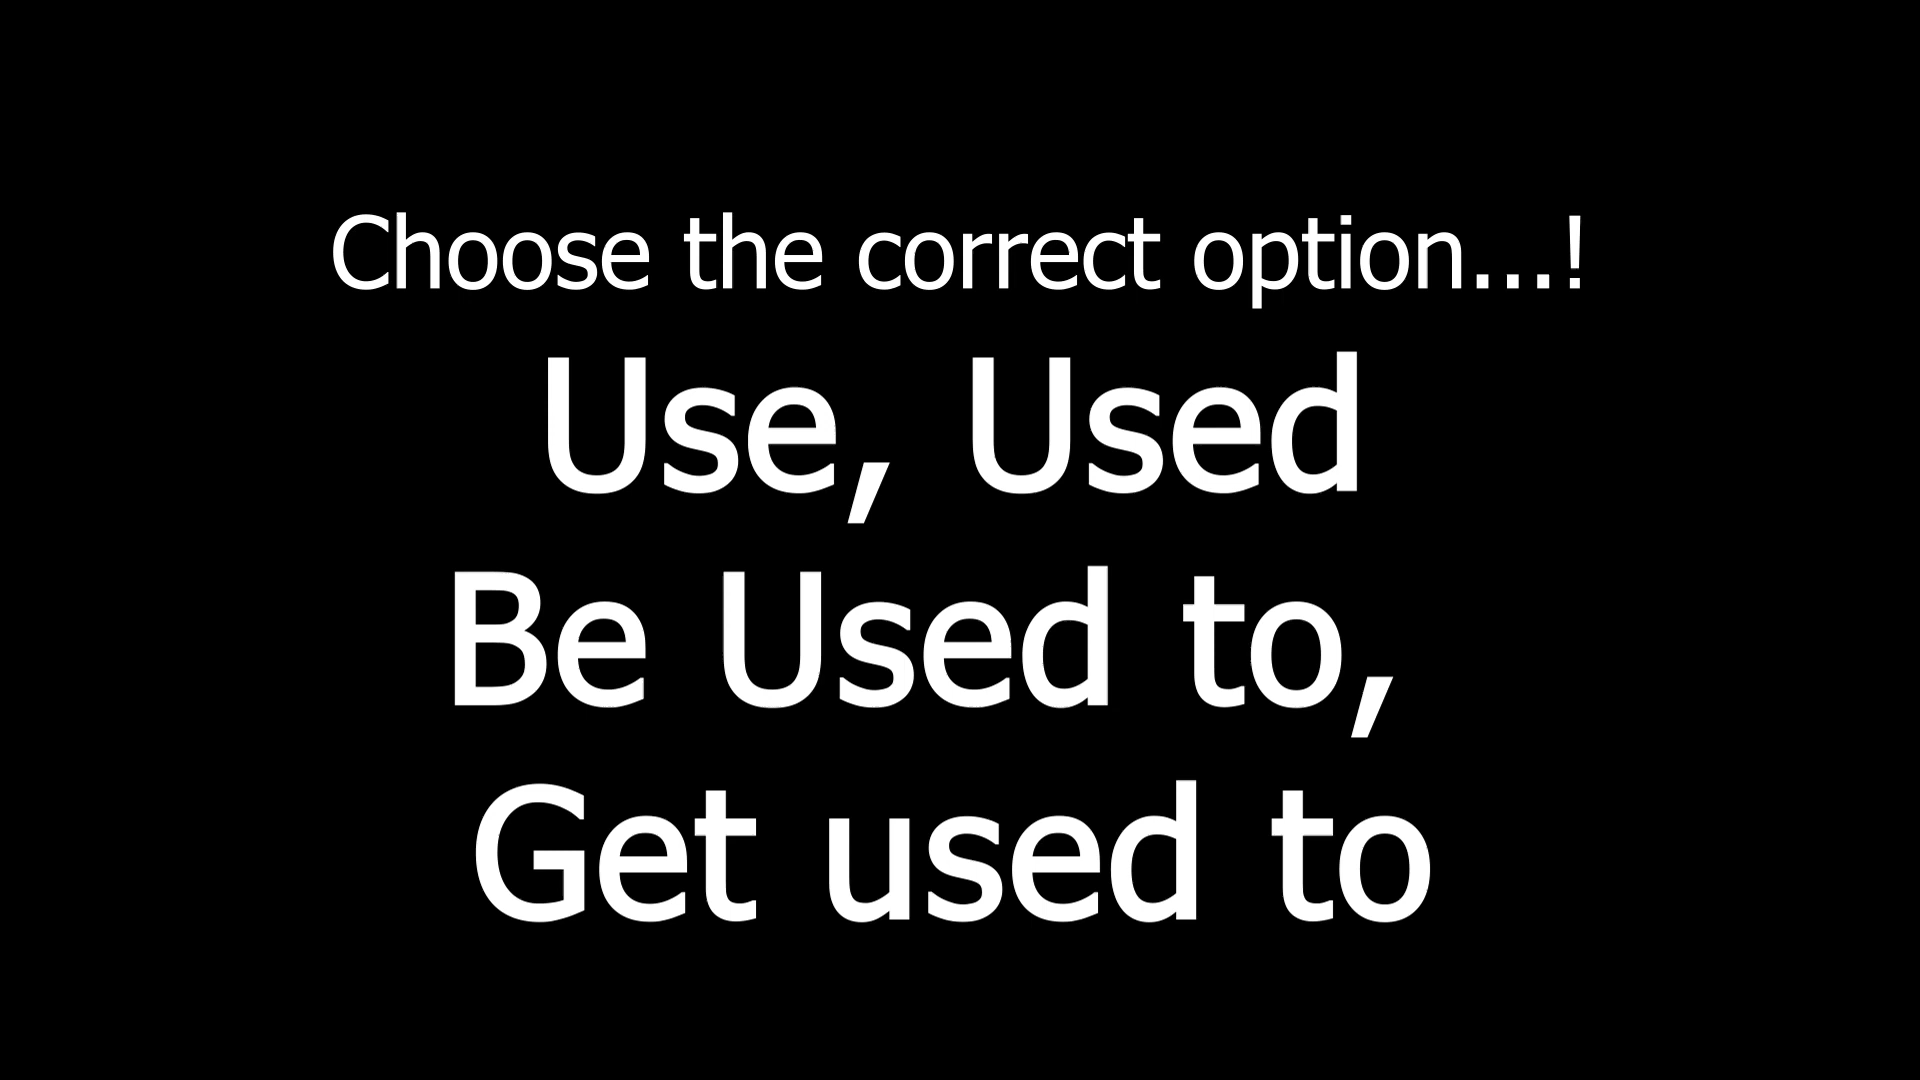 Choose the correct option...!
Use, Used
Be Used to,
Get used to